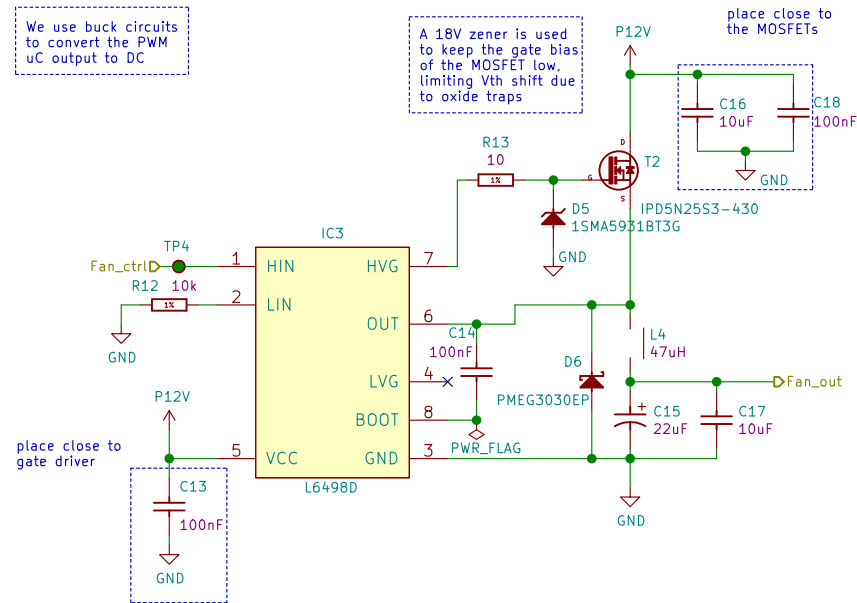 We use buck circuits
to convert the PWM
uC output to DC
A 18V zener is used
to keep the gate bias
of the MOSFET low,
limiting Vth shift due
to oxide traps
place close to
the MOSFETs
P12V
C16
10uF
C18
100nF
GND
R13
10
1%
D
G
S
T2
IPD5N25S3-430
D5
1SMA5931BT3G
GND
IC3
TP4
Fan_ctrl
1
HIN
HVG
7
R12
10k
1%
2
LIN
GND
OUT
6
C14
100nF
L4
47uH
D6
PMEG3030EP
LVG
4
Fan_out
P12V
BOOT
8
PWR_FLAG
C15
22uF
C17
10uF
place close to
gate driver
5
VCC
GND
3
L6498D
C13
100nF
GND
GND